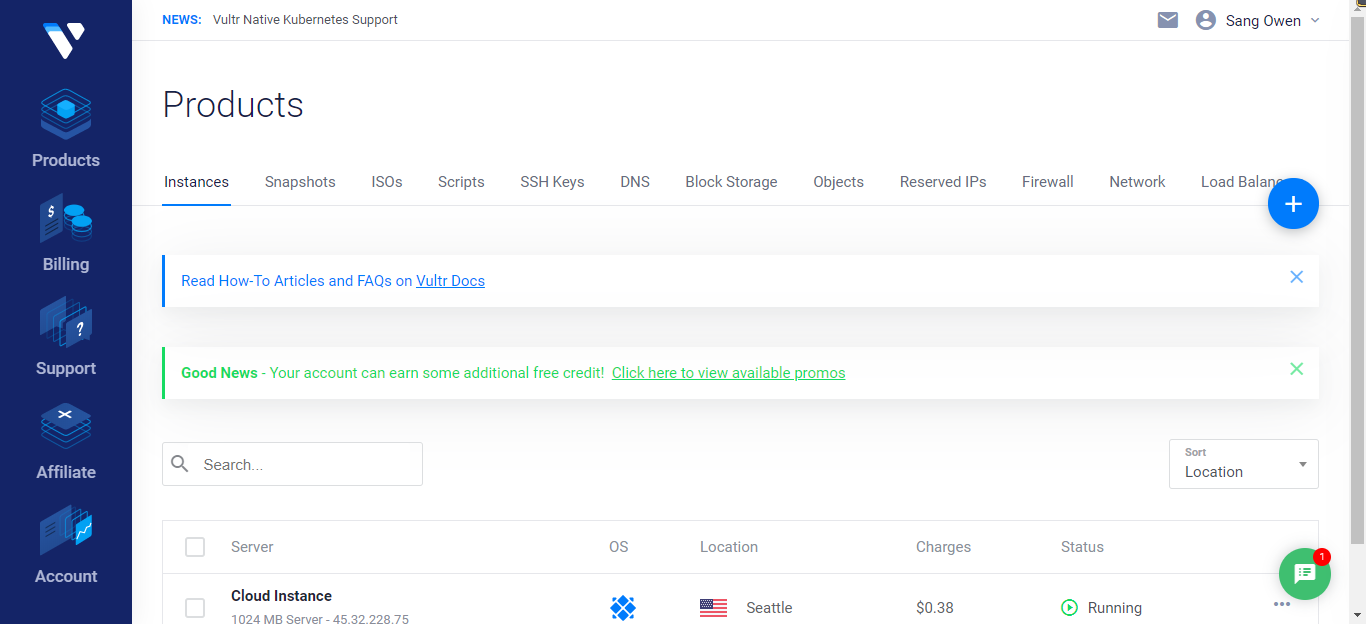 NEWS: Vultr Native Kubernetes Support
Sang Owen
Products
Billing
Support
Affiliate
Account
Products
Instances Snapshots ISOs Scripts SSH Keys DNS Block Storage Objects Reserved IPs Firewall Network Load
Read How-To Articles and FAQs on Vultr Docs
Good News - Your account can earn some additional free credit! Click here to view available promos
Search...
Sort
Location
Server OS Location Charges Status
1
Cloud Instance
1024 MB Server - 45.32.228.75
Seattle $0.38 Running